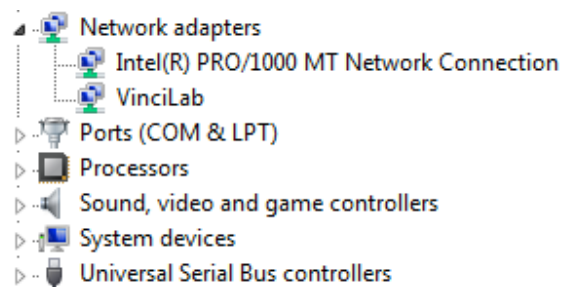 Network adapters
Intel(R) PRO/1000 MT Network Connection
VinciLab
Ports (COM & LPT)
Processors
Sound, video and game controllers
System devices
Universal Serial Bus controllers